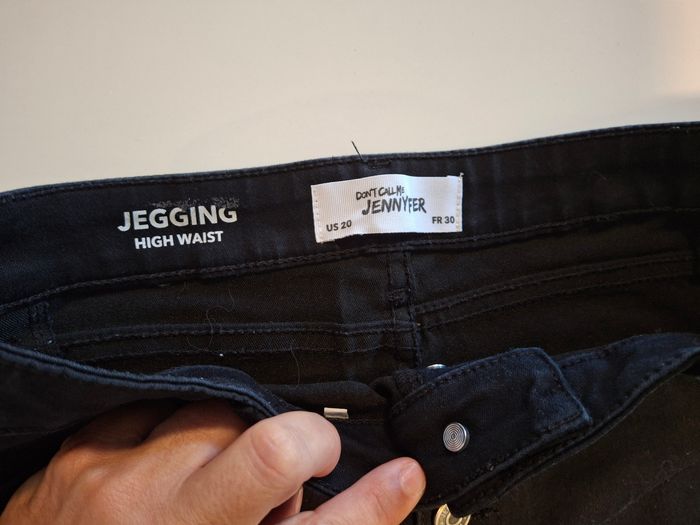 JEGGING
HIGH WAIST
DON'T CALL ME
JENNYFER
US 20 FR 30